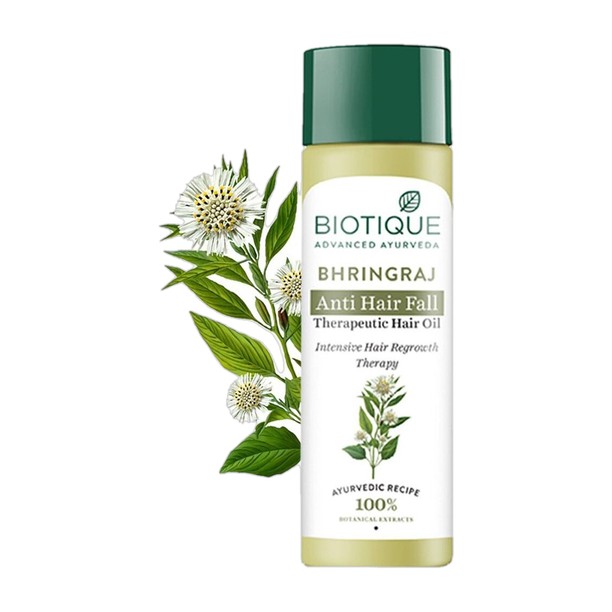 BIOTIQUE
ADVANCED AYURVEDA
BHRINGRAJ
Anti Hair Fall
Therapeutic Hair Oil
Intensive Hair Regrowth
Therapy
AYURVEDIC RECIPE
100%
BOTANICAL EXTRACTS